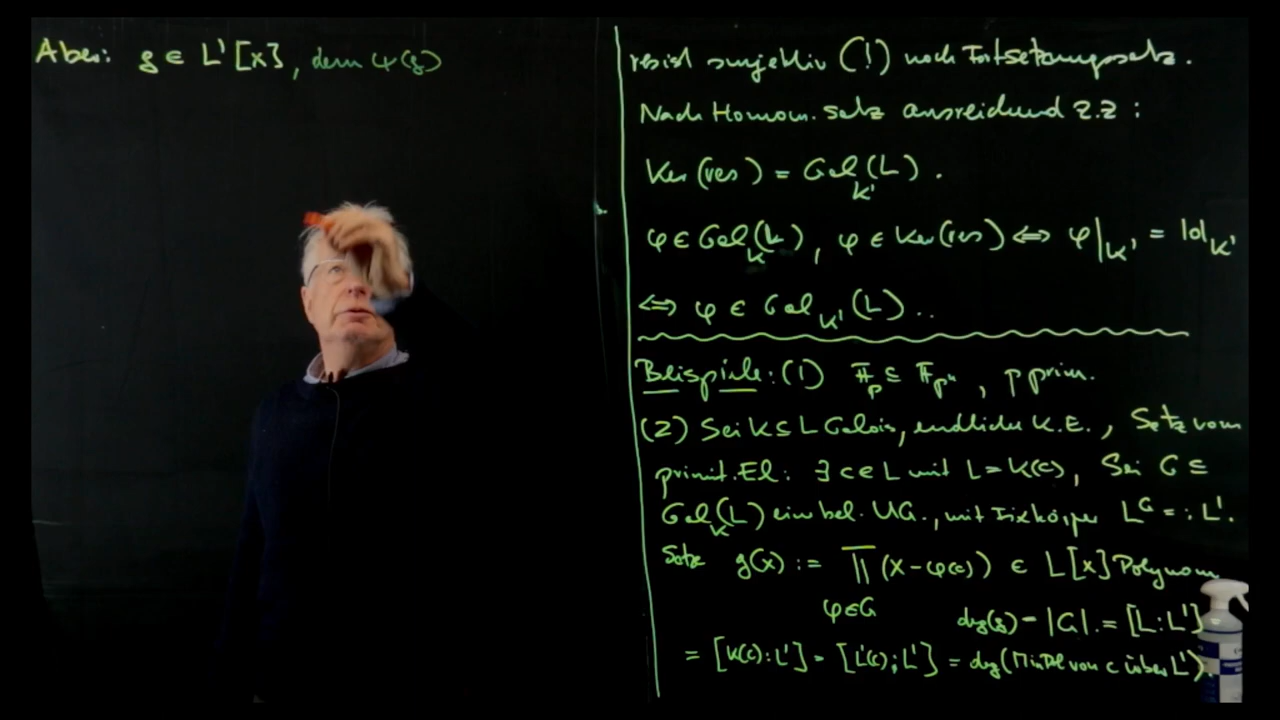 Aber: g ∈ L'[x], denn φ(g)
res ist surjektiv (!) nach Fortsetzungssatz.
Nach Homom. satz ausreichend z.z :
Ker (res) = Gal_K'(L).
φ ∈ Gal_K(L), φ ∈ Ker (res) ⟺ φ|_K' = id_K'
⟺ φ ∈ Gal_K'(L)..
Beispiele: (1) 𝔽_p ⊆ 𝔽_pⁿ, p prim.
(2) Sei K ⊆ L Galois, endliche K.E., Satz vom
primit. El: ∃ c ∈ L mit L = K(c), Sei G ⊆
Gal_K(L) ein bel. UG., mit Fixkörper L^G =: L'.
Setze g(x) := ∏ (x-φ(c)) ∈ L[x] Polynom
φ∈G deg(g) = |G|. = [L:L'] =
= [K(c):L'] = [L'(c):L'] = deg(MinPol von c über L').